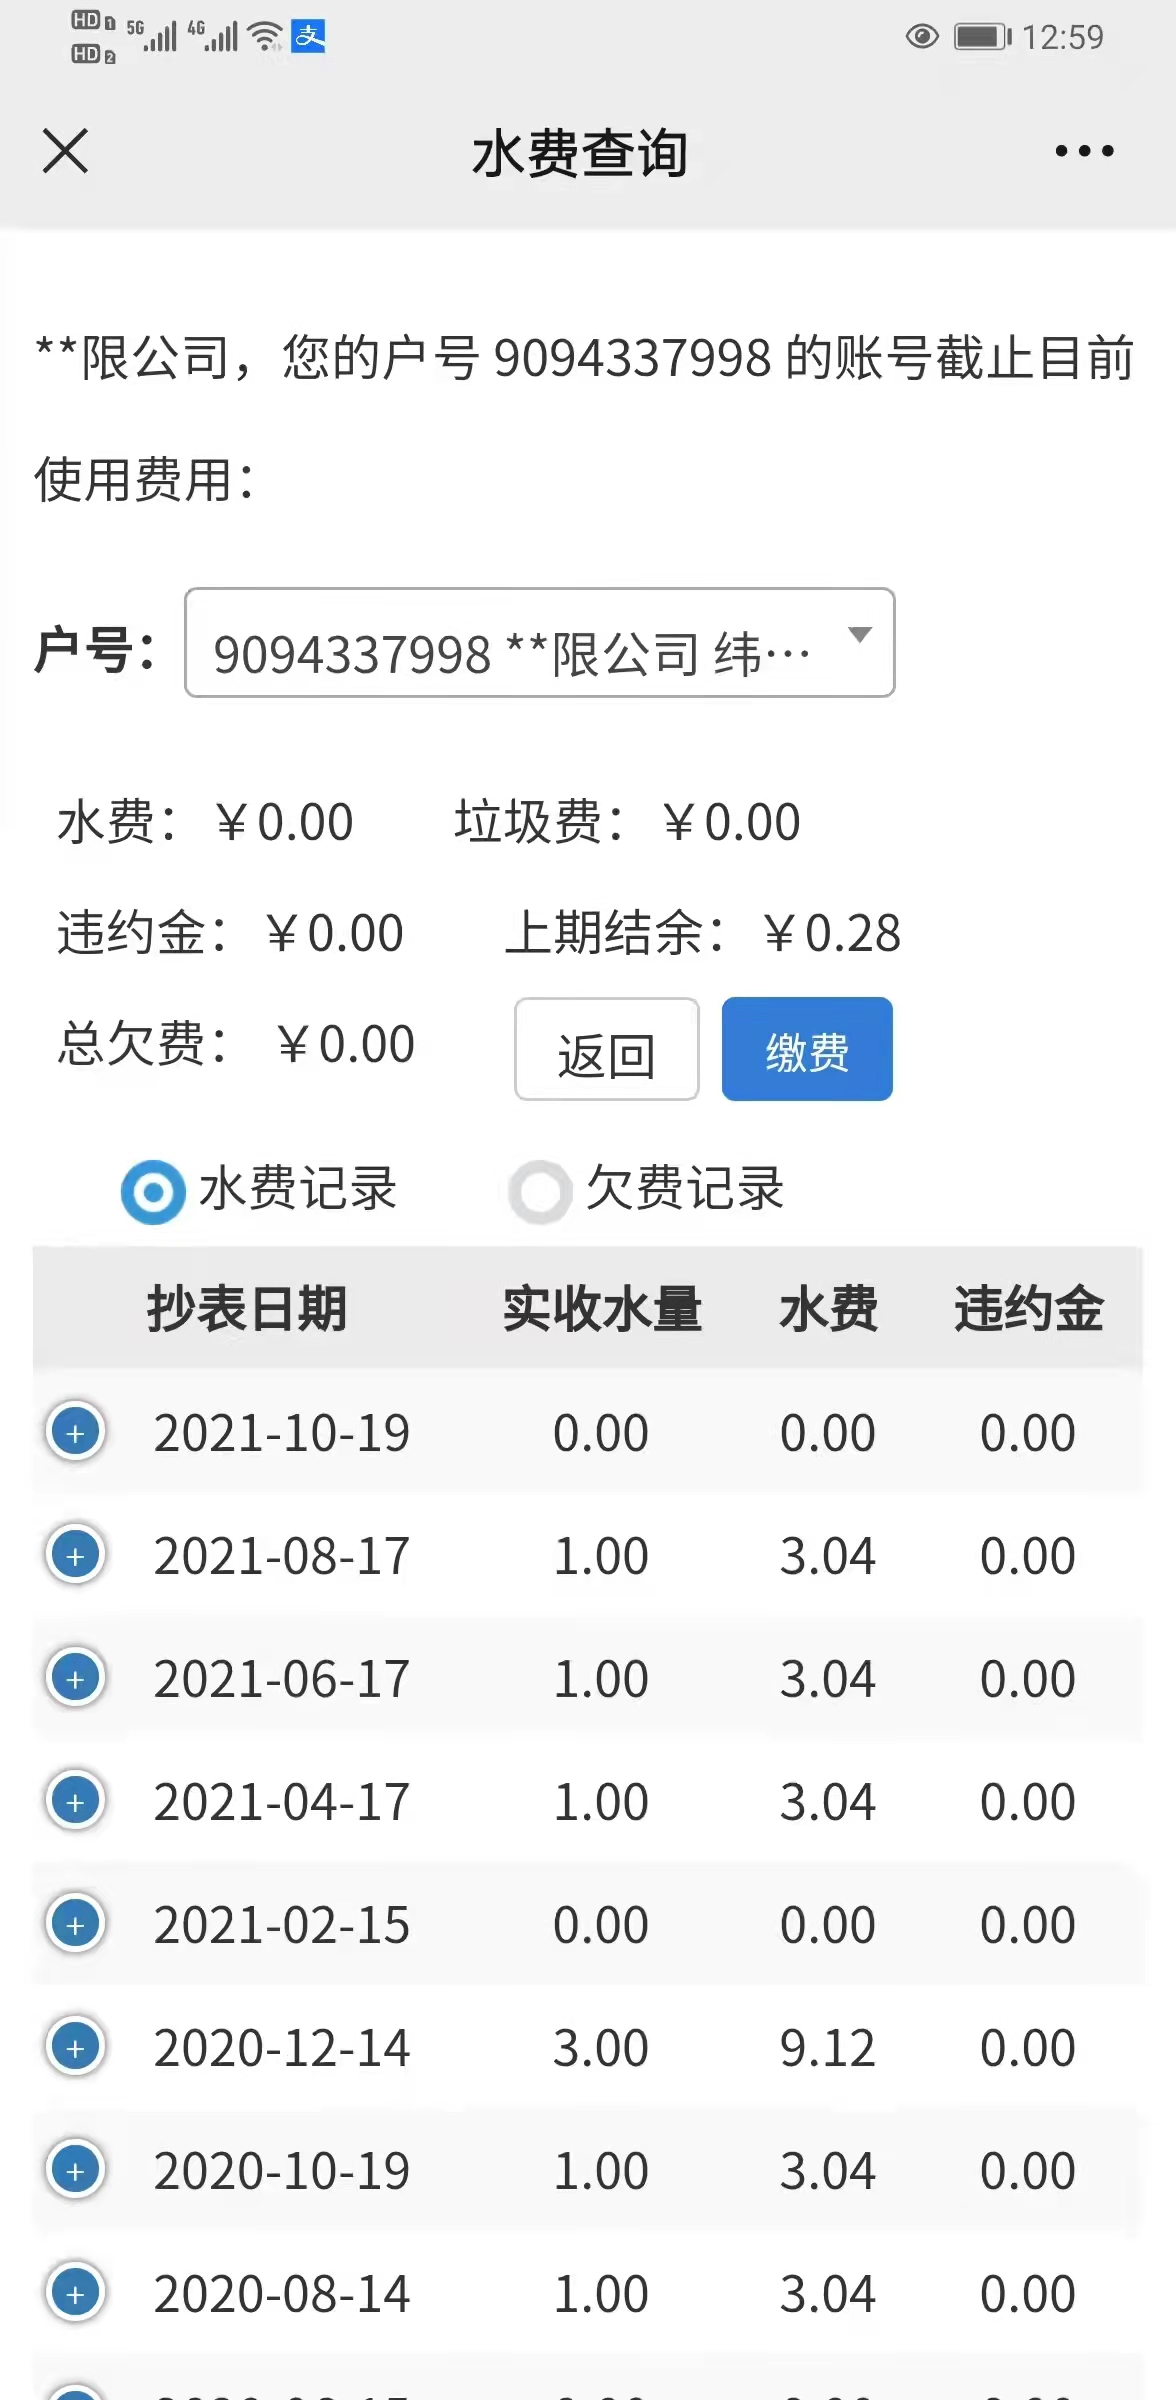 HD 1 5G 4G 支 12:59
HD 2
水费查询
**限公司，您的户号 9094337998 的账号截止目前
使用费用：
户号： 9094337998 **限公司 纬…
水费：￥0.00 垃圾费：￥0.00
违约金：￥0.00 上期结余：￥0.28
总欠费：￥0.00 返回 缴费
水费记录 欠费记录
抄表日期 实收水量 水费 违约金
+ 2021-10-19 0.00 0.00 0.00
+ 2021-08-17 1.00 3.04 0.00
+ 2021-06-17 1.00 3.04 0.00
+ 2021-04-17 1.00 3.04 0.00
+ 2021-02-15 0.00 0.00 0.00
+ 2020-12-14 3.00 9.12 0.00
+ 2020-10-19 1.00 3.04 0.00
+ 2020-08-14 1.00 3.04 0.00